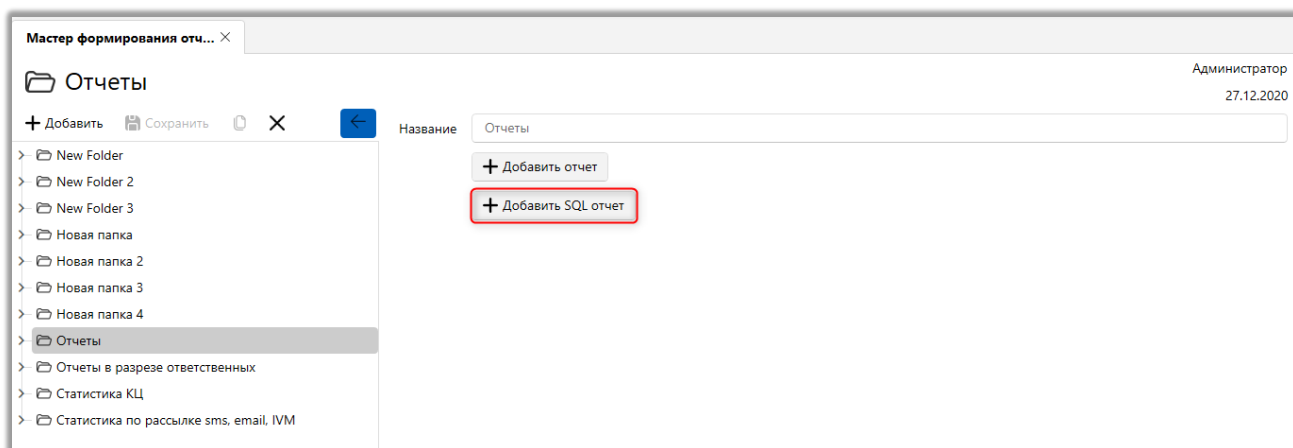 Мастер формирования отч...
Отчеты
Администратор
27.12.2020
Добавить Сохранить
Название Отчеты
New Folder
New Folder 2
New Folder 3
Новая папка
Новая папка 2
Новая папка 3
Новая папка 4
Отчеты
Отчеты в разрезе ответственных
Статистика КЦ
Статистика по рассылке sms, email, IVM
Добавить отчет
Добавить SQL отчет